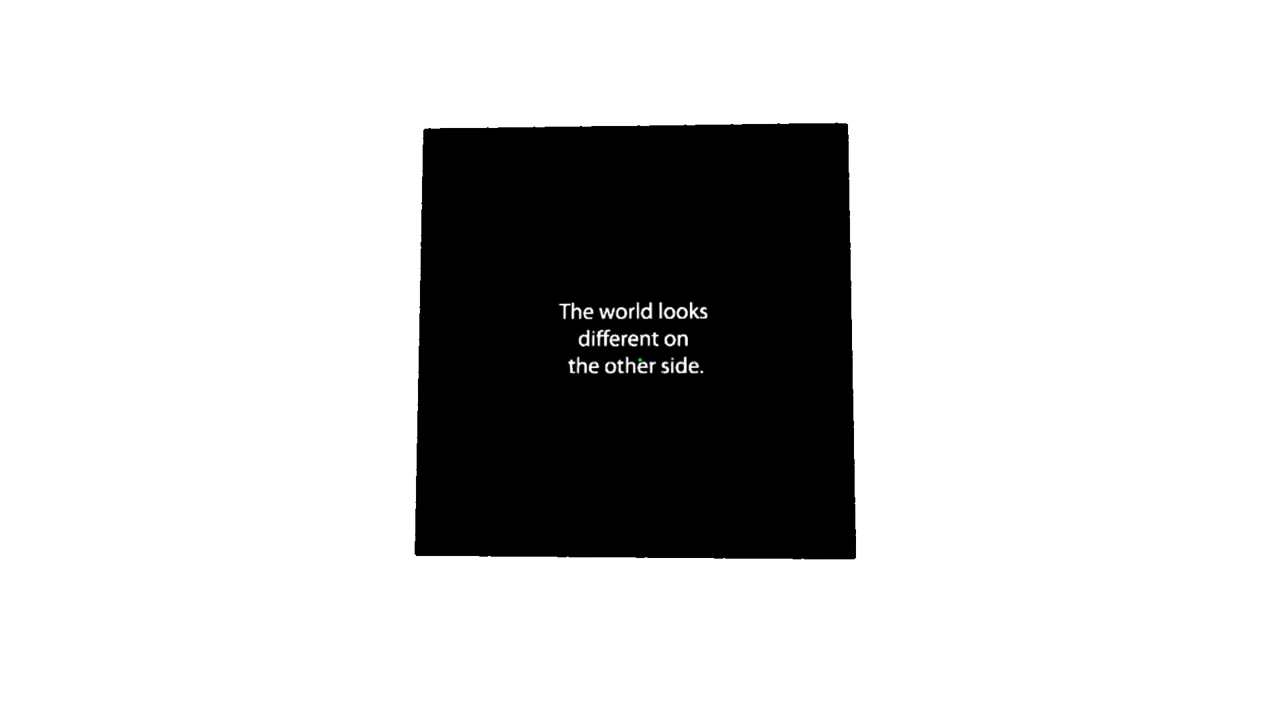 The world looks
different on
the other side.